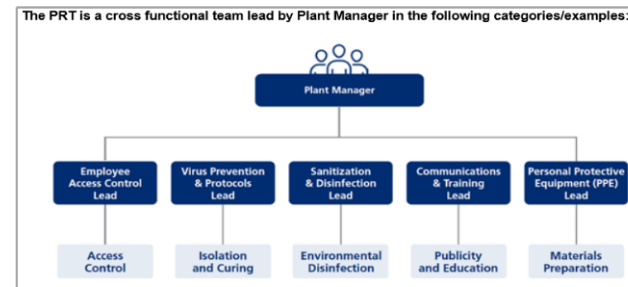 The PRT is a cross functional team lead by Plant Manager in the following categories/examples:
Plant Manager
Employee
Access Control
Lead
Virus Prevention
& Protocols
Lead
Sanitization
& Disinfection
Lead
Communications
& Training
Lead
Personal Protective
Equipment (PPE)
Lead
Access
Control
Isolation
and Curing
Environmental
Disinfection
Publicity
and Education
Materials
Preparation